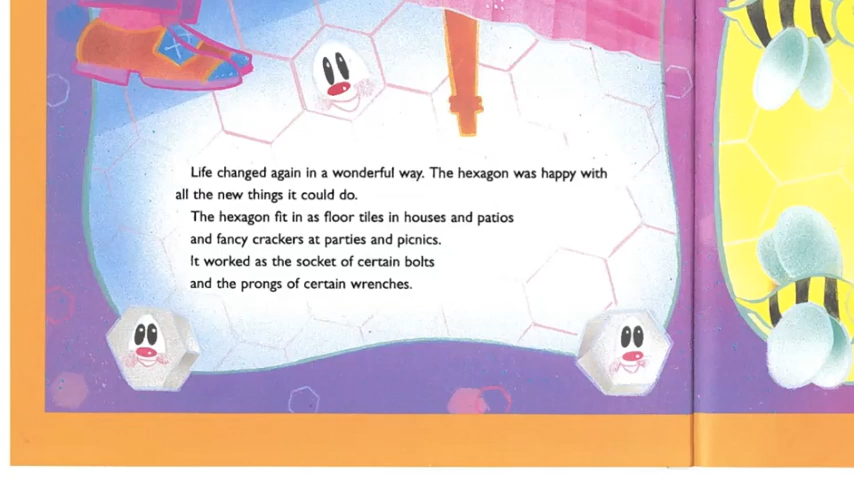 Life changed again in a wonderful way. The hexagon was happy with
all the new things it could do.
The hexagon fit in as floor tiles in houses and patios
and fancy crackers at parties and picnics.
It worked as the socket of certain bolts
and the prongs of certain wrenches.